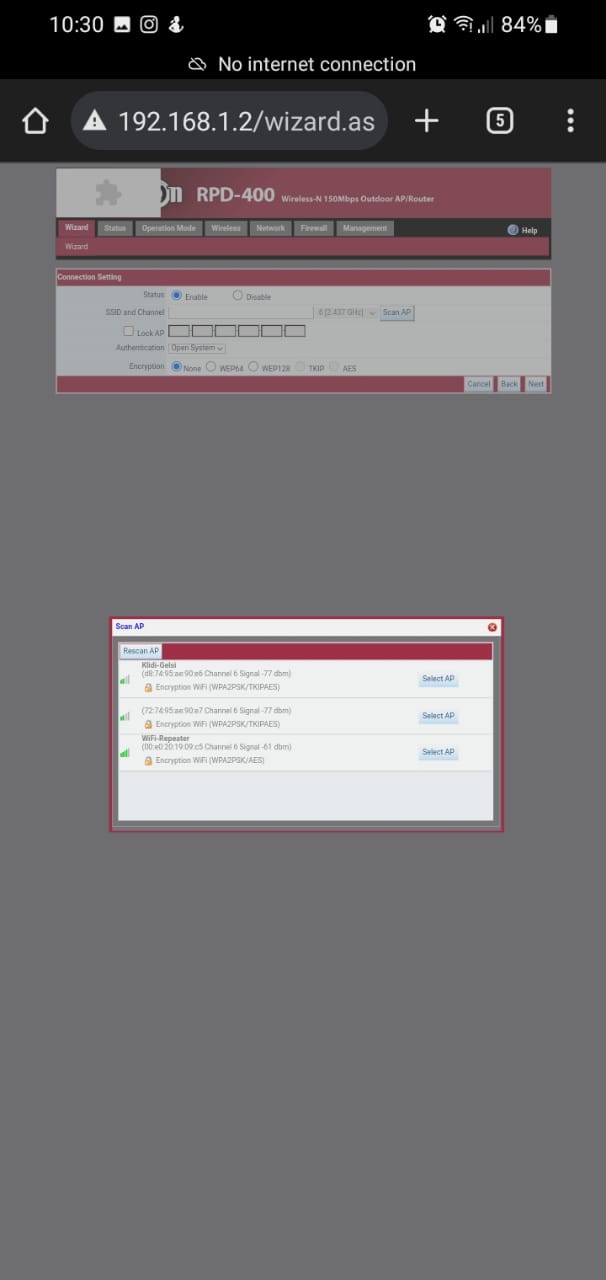 10:30
84%
No internet connection
192.168.1.2/wizard.as
5
RPD-400 Wireless-N 150Mbps Outdoor AP/Router
Wizard Status Operation Mode Wireless Network Firewall Management Help
Wizard
Connection Setting
Status Enable Disable
SSID and Channel 6 [2.437 GHz] Scan AP
Lock AP
Authentication Open System
Encryption None WEP64 WEP128 TKIP AES
Cancel Back Next
Scan AP
Rescan AP
Klidi-Gelsi
(d8:74:95:ae:90:e6 Channel 6 Signal -77 dbm)
Select AP
Encryption WiFi (WPA2PSK/TKIPAES)
(72:74:95:ae:90:e7 Channel 6 Signal -77 dbm)
Select AP
Encryption WiFi (WPA2PSK/TKIPAES)
WiFi-Repeater
(00:e0:20:19:09:c5 Channel 6 Signal -61 dbm)
Select AP
Encryption WiFi (WPA2PSK/AES)